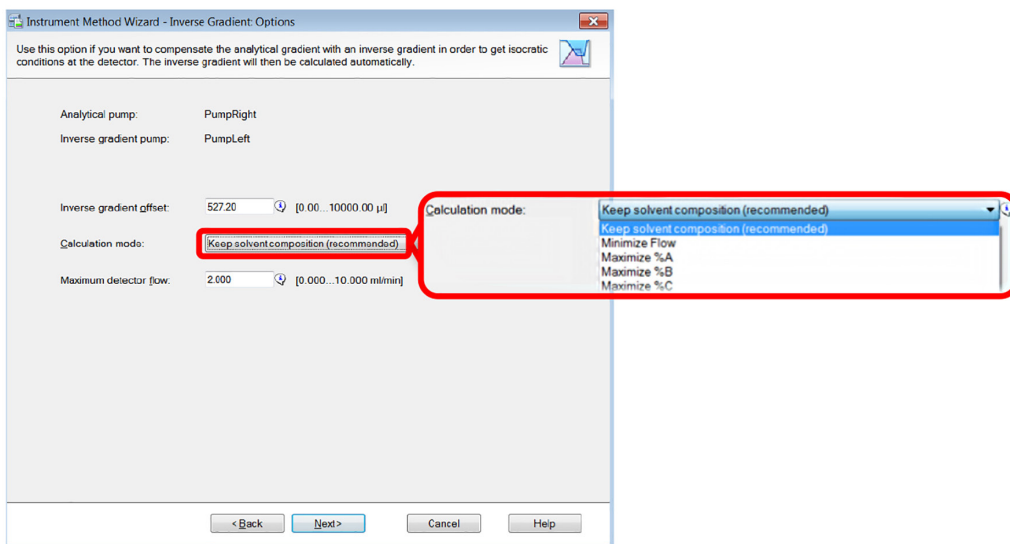 Instrument Method Wizard - Inverse Gradient: Options
Use this option if you want to compensate the analytical gradient with an inverse gradient in order to get isocratic
conditions at the detector. The inverse gradient will then be calculated automatically.
Analytical pump: PumpRight
Inverse gradient pump: PumpLeft
Inverse gradient offset: 527.20 [0.00...10000.00 µl]
Calculation mode: Keep solvent composition (recommended)
Maximum detector flow: 2.000 [0.000...10.000 ml/min]
Calculation mode: Keep solvent composition (recommended)
Keep solvent composition (recommended)
Minimize Flow
Maximize %A
Maximize %B
Maximize %C
< Back Next> Cancel Help